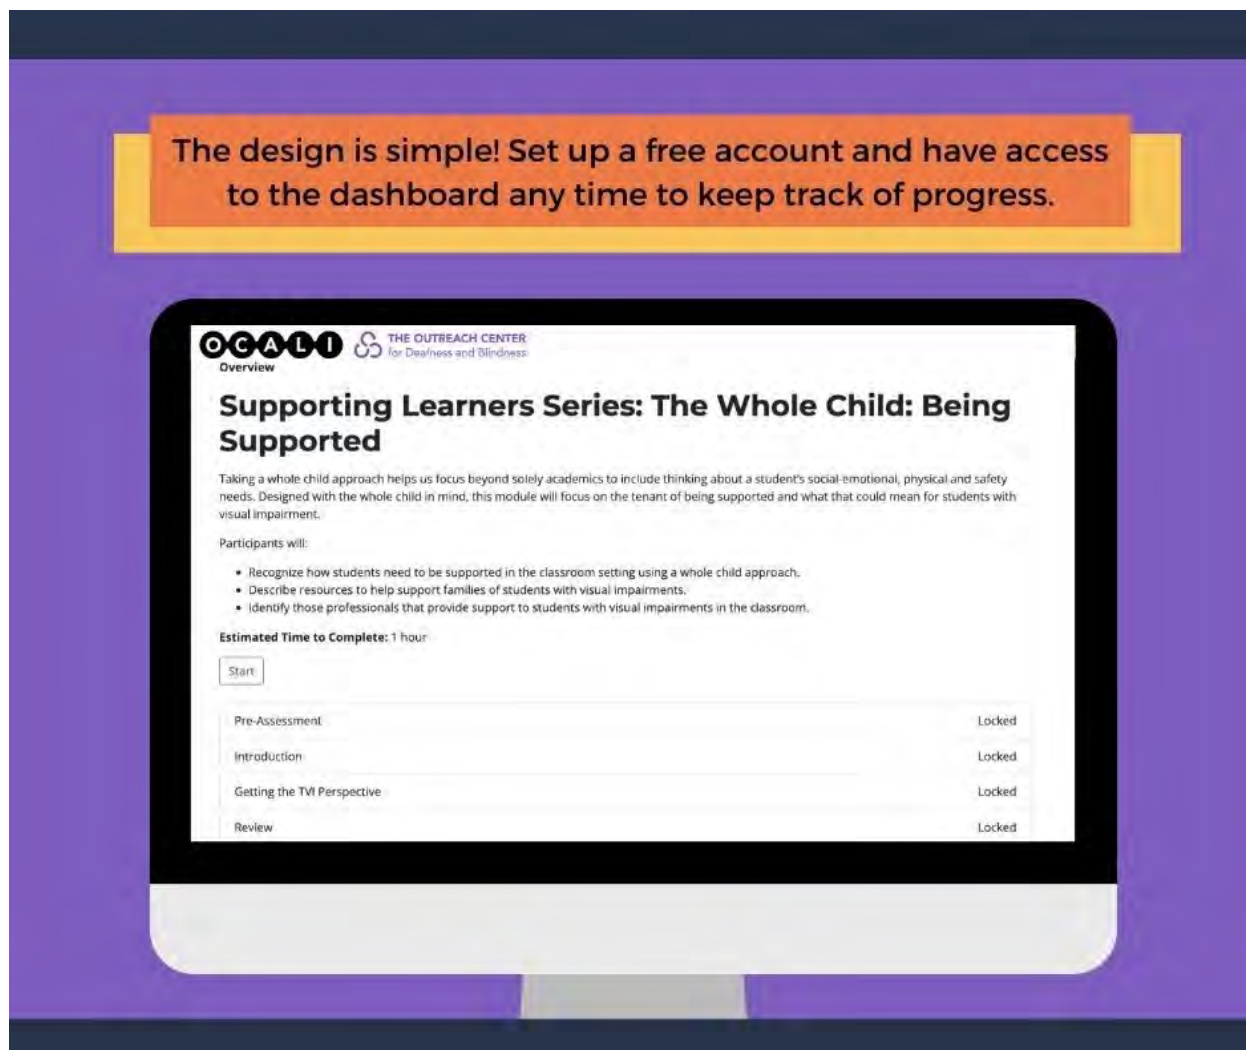 The design is simple! Set up a free account and have access
to the dashboard any time to keep track of progress.
OCALI THE OUTREACH CENTER
for Deafness and Blindness
Overview
Supporting Learners Series: The Whole Child: Being
Supported
Taking a whole child approach helps us focus beyond solely academics to include thinking about a student's social-emotional, physical and safety
needs. Designed with the whole child in mind, this module will focus on the tenant of being supported and what that could mean for students with
visual impairment.
Participants will:
• Recognize how students need to be supported in the classroom setting using a whole child approach.
• Describe resources to help support families of students with visual impairments.
• Identify those professionals that provide support to students with visual impairments in the classroom.
Estimated Time to Complete: 1 hour
Start
Pre-Assessment Locked
Introduction Locked
Getting the TVI Perspective Locked
Review Locked